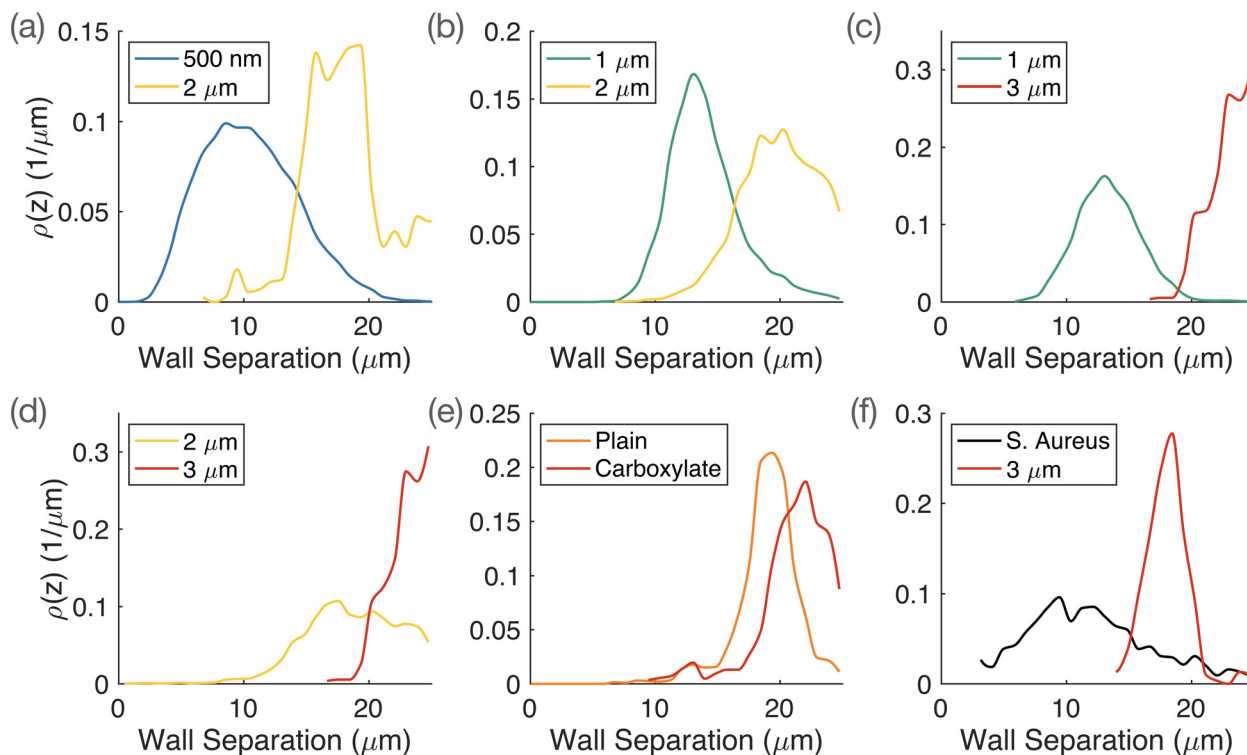 (a)
0.15
0.1
0.05
0
500 nm
2 μm
ρ(z) (1/μm)
0 10 20
Wall Separation (μm)
(b)
0.2
0.15
0.1
0.05
0
1 μm
2 μm
0 10 20
Wall Separation (μm)
(c)
0.3
0.2
0.1
0
1 μm
3 μm
0 10 20
Wall Separation (μm)
(d)
0.3
0.2
0.1
0
2 μm
3 μm
ρ(z) (1/μm)
0 10 20
Wall Separation (μm)
(e)
0.25
0.2
0.15
0.1
0.05
0
Plain
Carboxylate
0 10 20
Wall Separation (μm)
(f)
0.3
0.2
0.1
0
S. Aureus
3 μm
0 10 20
Wall Separation (μm)